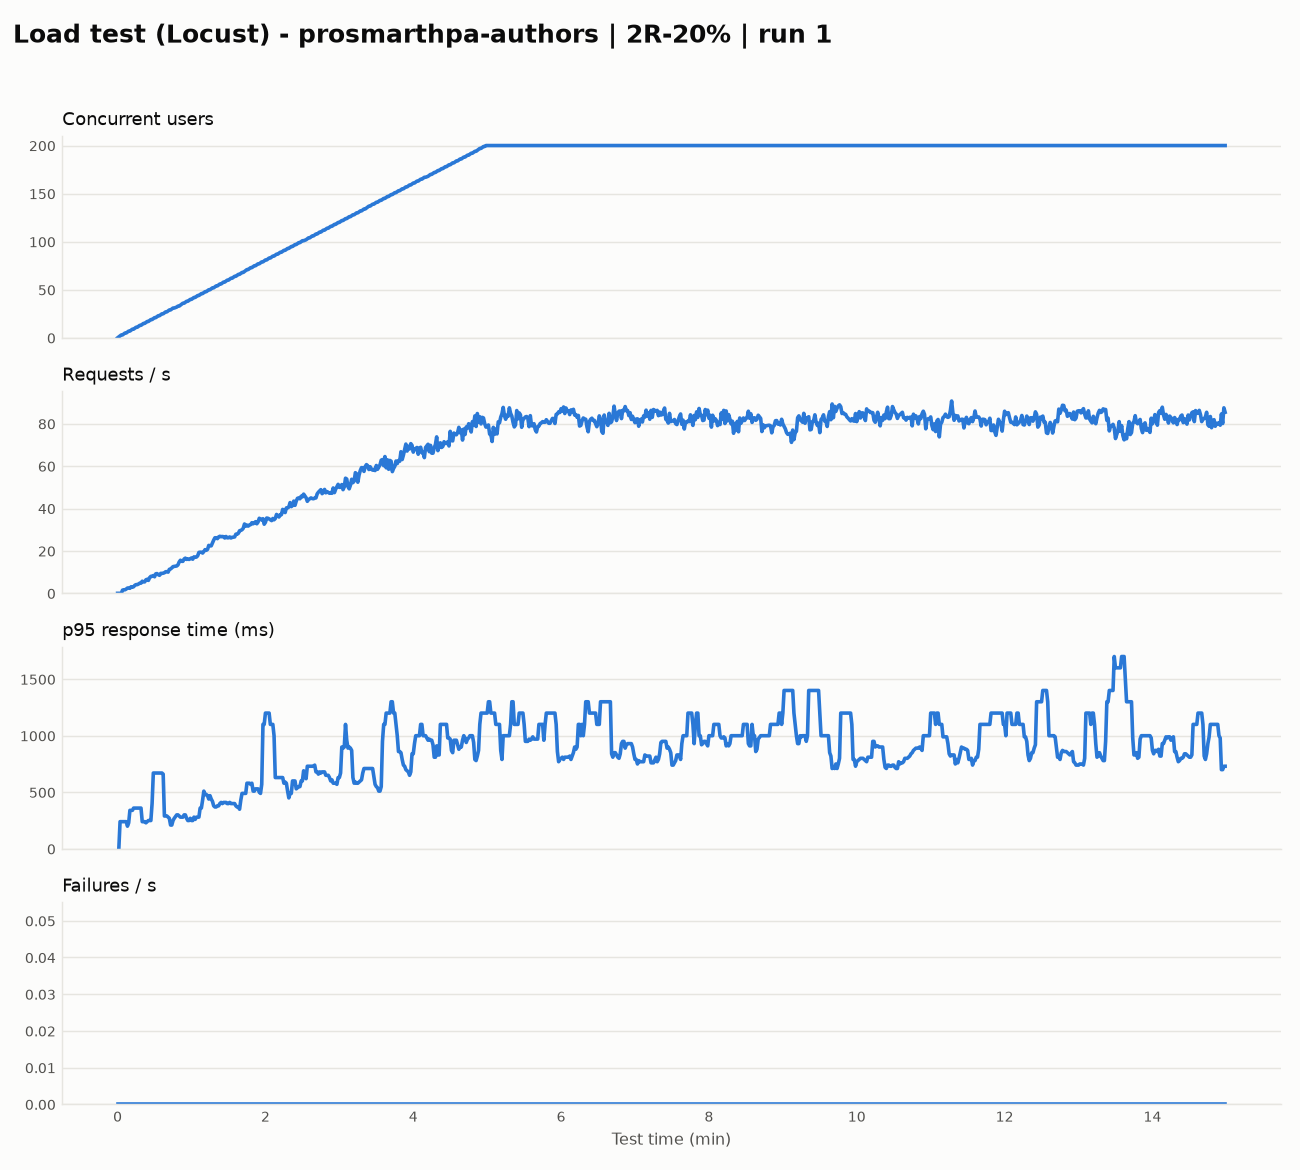 Load test (Locust) - prosmarthpa-authors | 2R-20% | run 1
Concurrent users
200
150
100
50
0
Requests / s
80
60
40
20
0
p95 response time (ms)
1500
1000
500
0
Failures / s
0.05
0.04
0.03
0.02
0.01
0.00
0 2 4 6 8 10 12 14
Test time (min)